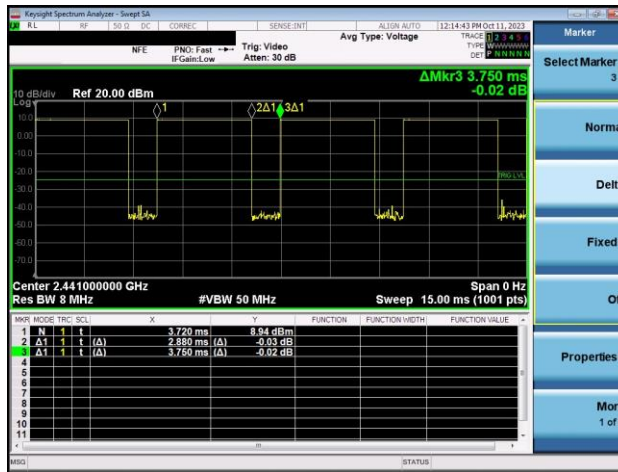 Keysight Spectrum Analyzer - Swept SA
RL RF 50 Ω DC CORREC SENSE:INT ALIGN AUTO 12:14:43 PM Oct 11, 2023
NFE PNO: Fast Trig: Video Avg Type: Voltage TRACE 1 2 3 4 5 6
IFGain:Low Atten: 30 dB TYPE WWWWWW
DET P NNNNN
ΔMkr3 3.750 ms
-0.02 dB
10 dB/div Ref 20.00 dBm
Log
1 2Δ1 3Δ1
10.0
0.00
-10.0
-20.0
TRIG LVL
-30.0
-40.0
-50.0
-60.0
-70.0
Center 2.441000000 GHz Span 0 Hz
Res BW 8 MHz #VBW 50 MHz Sweep 15.00 ms (1001 pts)
MKR MODE TRC SCL X Y FUNCTION FUNCTION WIDTH FUNCTION VALUE
1 N 1 t 3.720 ms 8.94 dBm
2 Δ1 1 t (Δ) 2.880 ms (Δ) -0.03 dB
3 Δ1 1 t (Δ) 3.750 ms (Δ) -0.02 dB
4
5
6
7
8
9
10
11
MSG STATUS
Marker
Select Marker
3
Norma
Delt
Fixed
Of
Properties
Mor
1 of